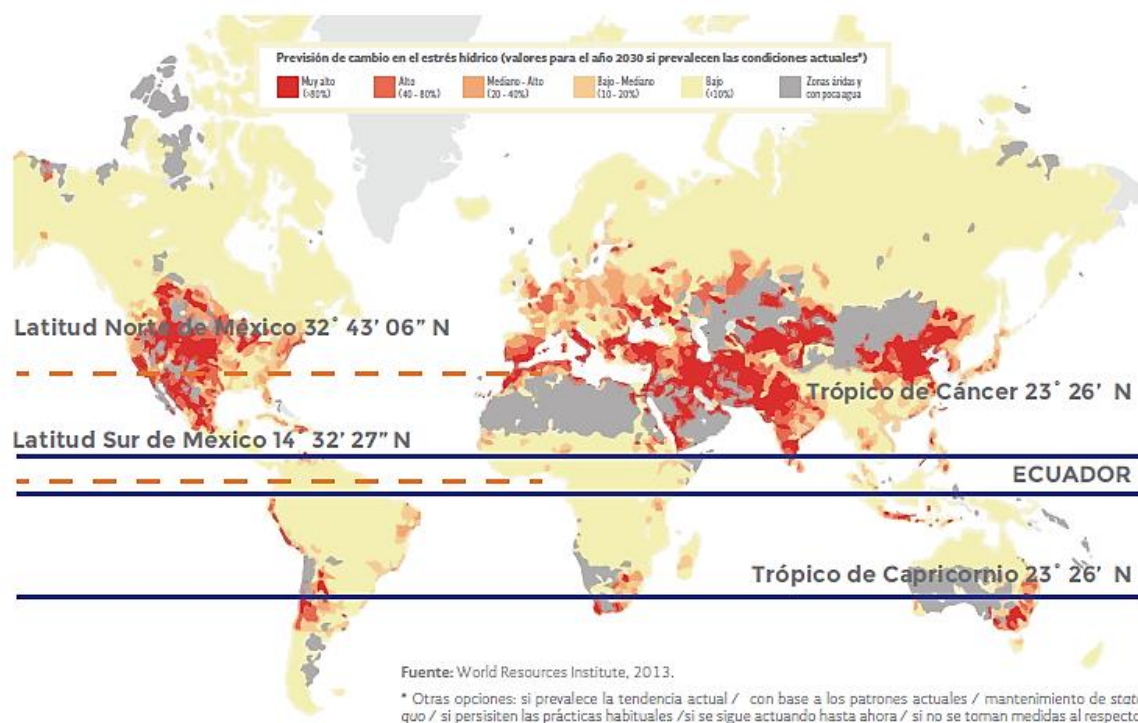 Previsión de cambio en el estrés hídrico (valores para el año 2030 si prevalecen las condiciones actuales*)
Muy alto
(>80%)
Alto
(40 - 80%)
Mediano - Alto
(20 - 40%)
Bajo - Mediano
(10 - 20%)
Bajo
(<10%)
Zonas áridas y
con poca agua
Latitud Norte de México 32° 43' 06" N
Trópico de Cáncer 23° 26' N
Latitud Sur de México 14° 32' 27" N
ECUADOR
Trópico de Capricornio 23° 26' N
Fuente: World Resources Institute, 2013.
* Otras opciones: si prevalece la tendencia actual / con base a los patrones actuales / mantenimiento de stat
quo / si persisiten las prácticas habituales /si se sigue actuando hasta ahora / si no se toman medidas al respect